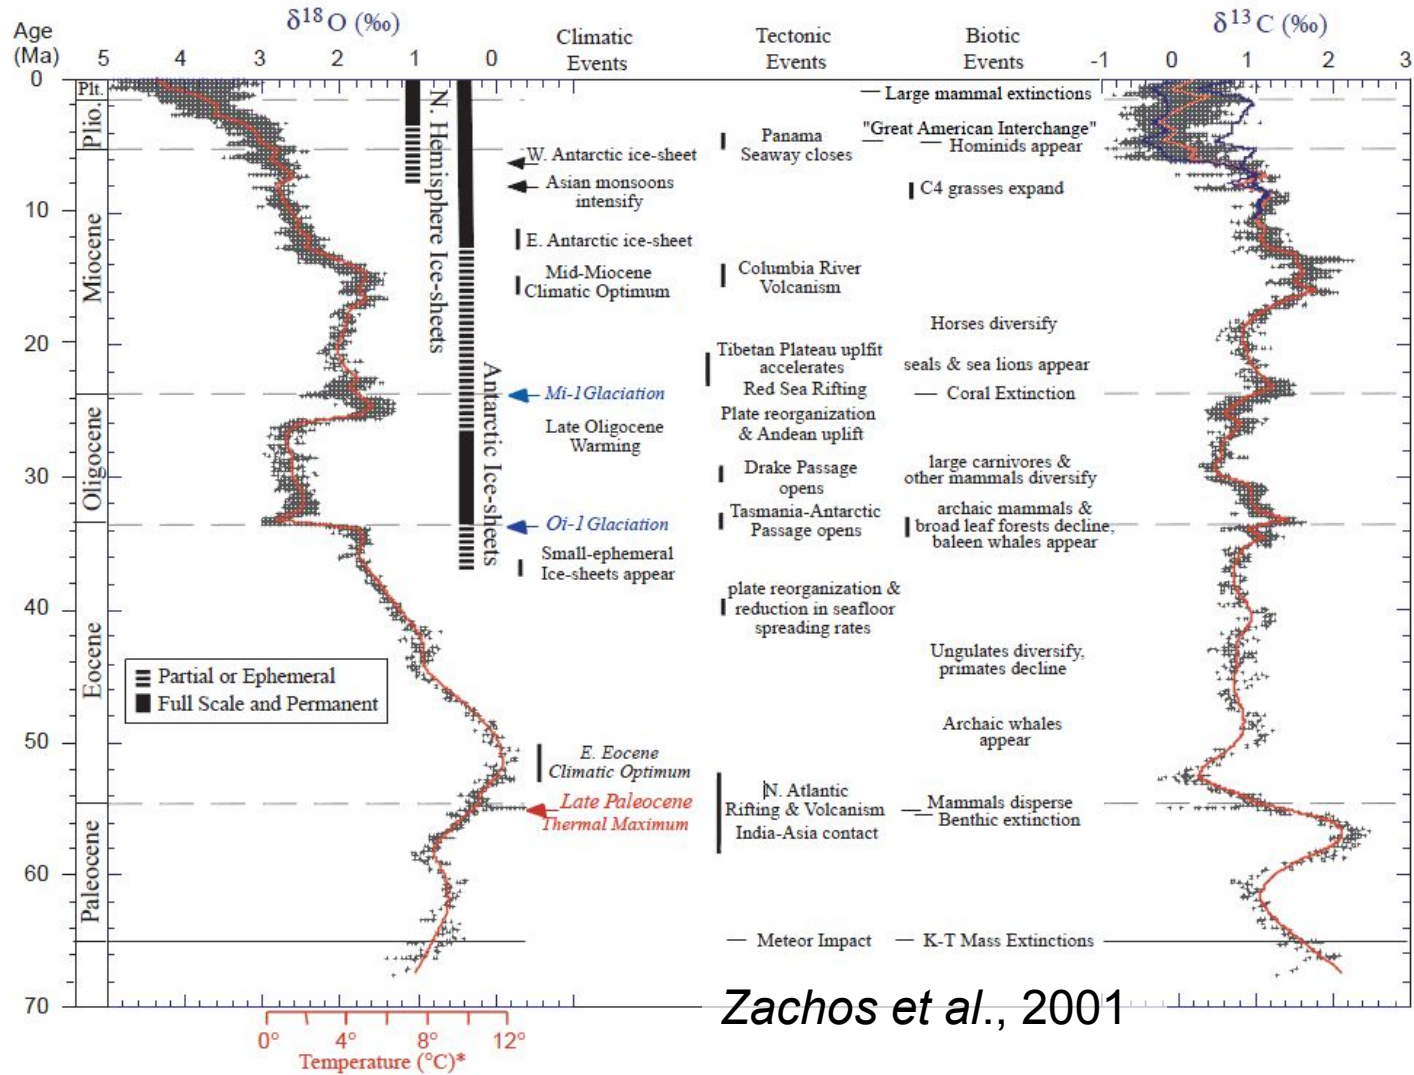 Age
(Ma)
δ18 O (‰)
5 4 3 2 1 0
Climatic
Events
Tectonic
Events
Biotic
Events
δ13 C (‰)
-1 0 1 2 3
0
10
20
30
40
50
60
70
Plt.
Plio.
Miocene
Oligocene
Eocene
Paleocene
N. Hemisphere Ice-sheets
Antarctic Ice-sheets
W. Antarctic ice-sheet
Asian monsoons
intensify
E. Antarctic ice-sheet
Mid-Miocene
Climatic Optimum
Mi-1 Glaciation
Late Oligocene
Warming
Oi-1 Glaciation
Small-ephemeral
Ice-sheets appear
E. Eocene
Climatic Optimum
Late Paleocene
Thermal Maximum
Panama
Seaway closes
Columbia River
Volcanism
Tibetan Plateau uplfit
accelerates
Red Sea Rifting
Plate reorganization
& Andean uplift
Drake Passage
opens
Tasmania-Antarctic
Passage opens
plate reorganization &
reduction in seafloor
spreading rates
N. Atlantic
Rifting & Volcanism
India-Asia contact
Meteor Impact
Large mammal extinctions
"Great American Interchange"
Hominids appear
C4 grasses expand
Horses diversify
seals & sea lions appear
Coral Extinction
large carnivores &
other mammals diversify
archaic mammals &
broad leaf forests decline,
baleen whales appear
Ungulates diversify,
primates decline
Archaic whales
appear
Mammals disperse
Benthic extinction
K-T Mass Extinctions
Partial or Ephemeral
Full Scale and Permanent
Zachos et al., 2001
0° 4° 8° 12°
Temperature (°C)*
-1 0 1 2 3